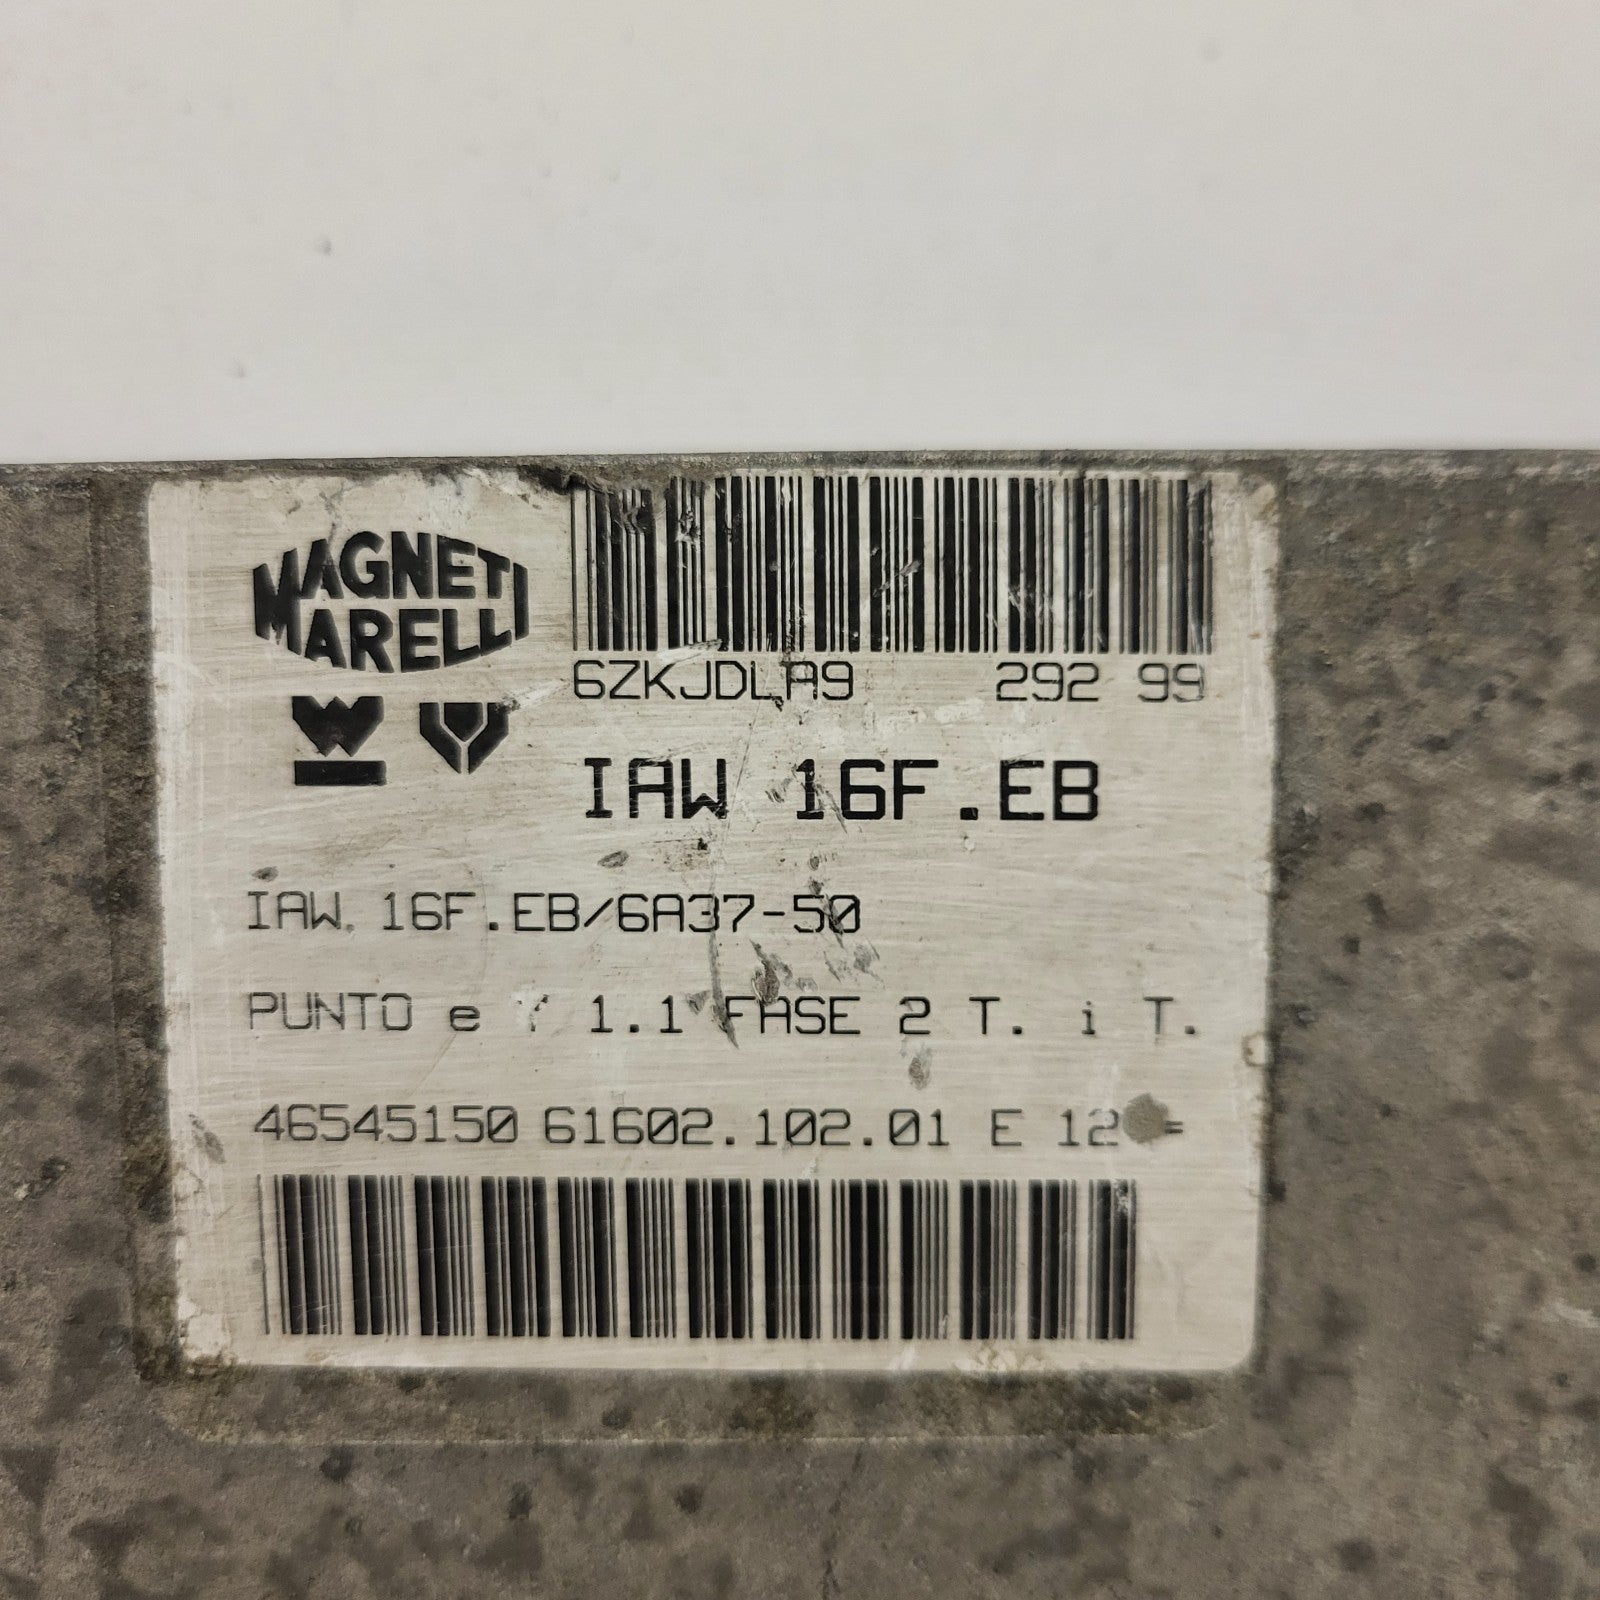 MAGNETI
MARELLI
6ZKJDLA9 292 99
IAW 16F.EB
IAW. 16F.EB/6A37-50
PUNTO e Y 1.1 FASE 2 T. i T.
46545150 61602.102.01 E 12